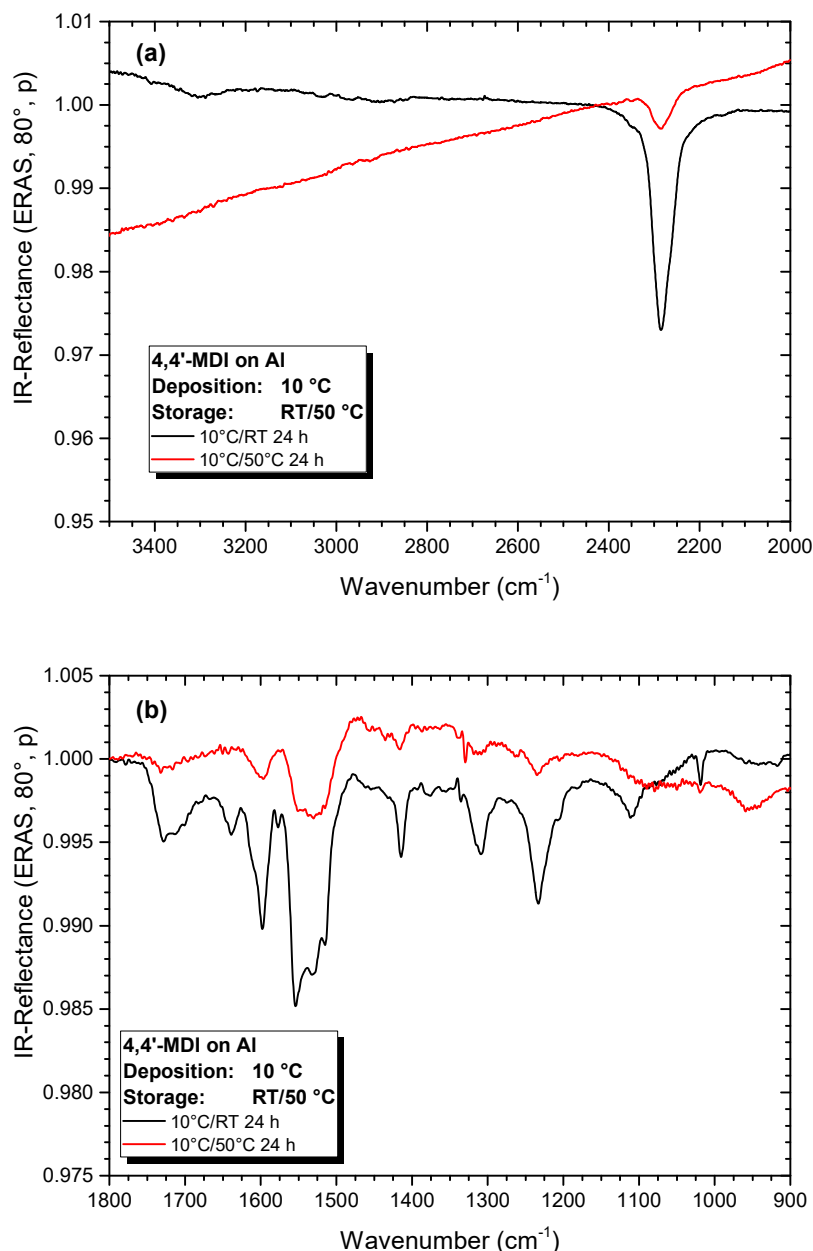 (a)
IR-Reflectance (ERAS, 80°, p)
1.01
1.00
0.99
0.98
0.97
0.96
0.95
4,4'-MDI on Al
Deposition: 10 °C
Storage: RT/50 °C
10°C/RT 24 h
10°C/50°C 24 h
3400 3200 3000 2800 2600 2400 2200 2000
Wavenumber (cm⁻¹)
(b)
IR-Reflectance (ERAS, 80°, p)
1.005
1.000
0.995
0.990
0.985
0.980
0.975
4,4'-MDI on Al
Deposition: 10 °C
Storage: RT/50 °C
10°C/RT 24 h
10°C/50°C 24 h
1800 1700 1600 1500 1400 1300 1200 1100 1000 900
Wavenumber (cm⁻¹)